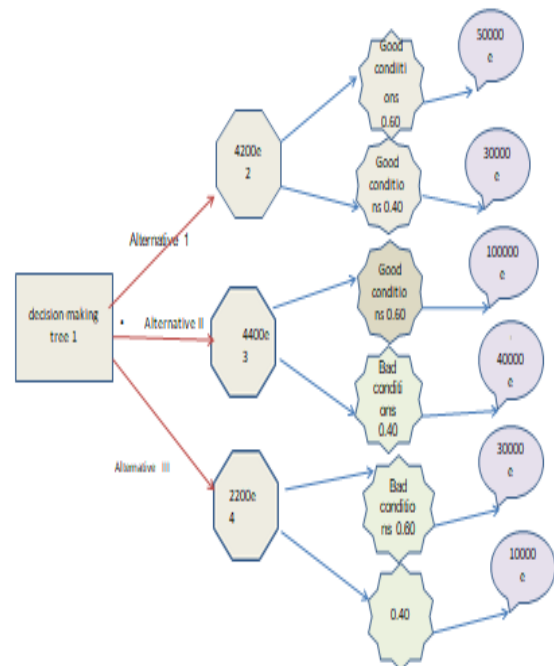 Good
condiiti
ons
0.60
50000
e
4200e
2
Good
conditio
ns 0.40
30000
e
Alternative 1
decision making
tree 1
Alternative II
4400e
3
Good
conditio
ns 0.60
100000
e
Bad
conditi
ons
0.40
-
40000
e
Alternative III
2200e
4
Bad
conditio
ns 0.60
30000
e
0.40
10000
e